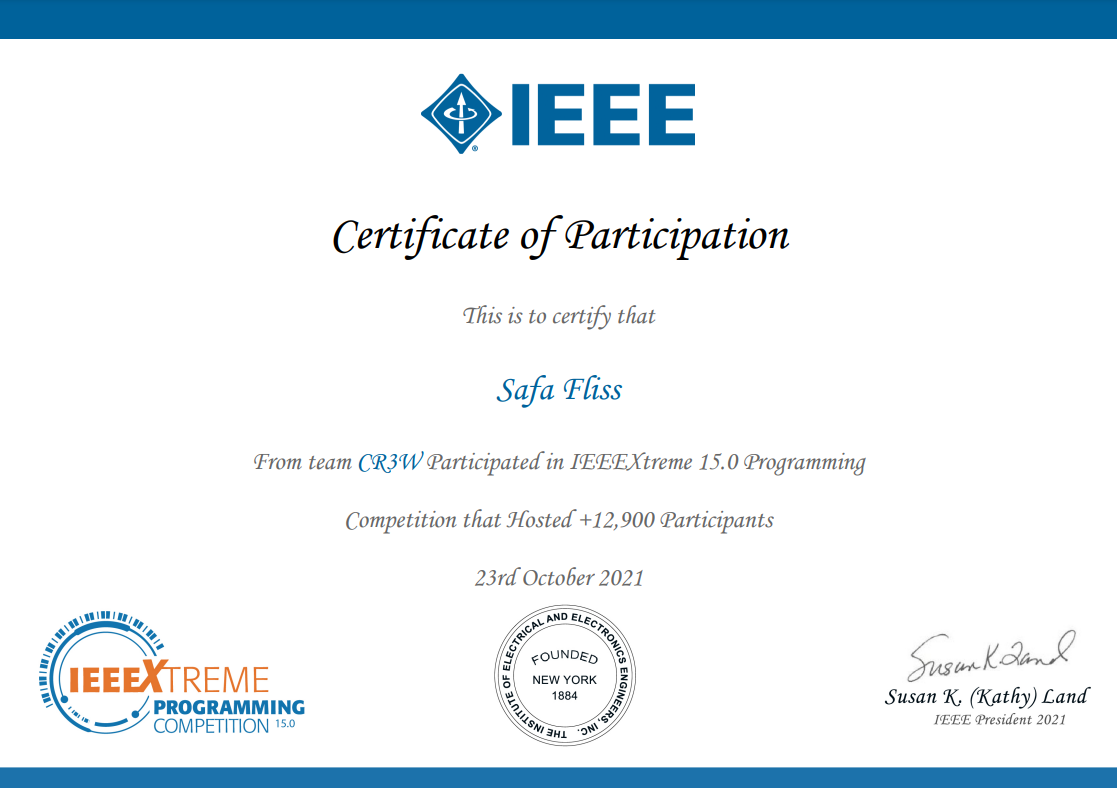 IEEE
®
Certificate of Participation
This is to certify that
Safa Fliss
From team CR3W Participated in IEEEXtreme 15.0 Programming
Competition that Hosted +12,900 Participants
23rd October 2021
IEEEXTREME
PROGRAMMING
COMPETITION 15.0
THE INSTITUTE OF ELECTRICAL AND ELECTRONICS ENGINEERS, INC.
FOUNDED
NEW YORK
1884
Susan K Land
Susan K. (Kathy) Land
IEEE President 2021